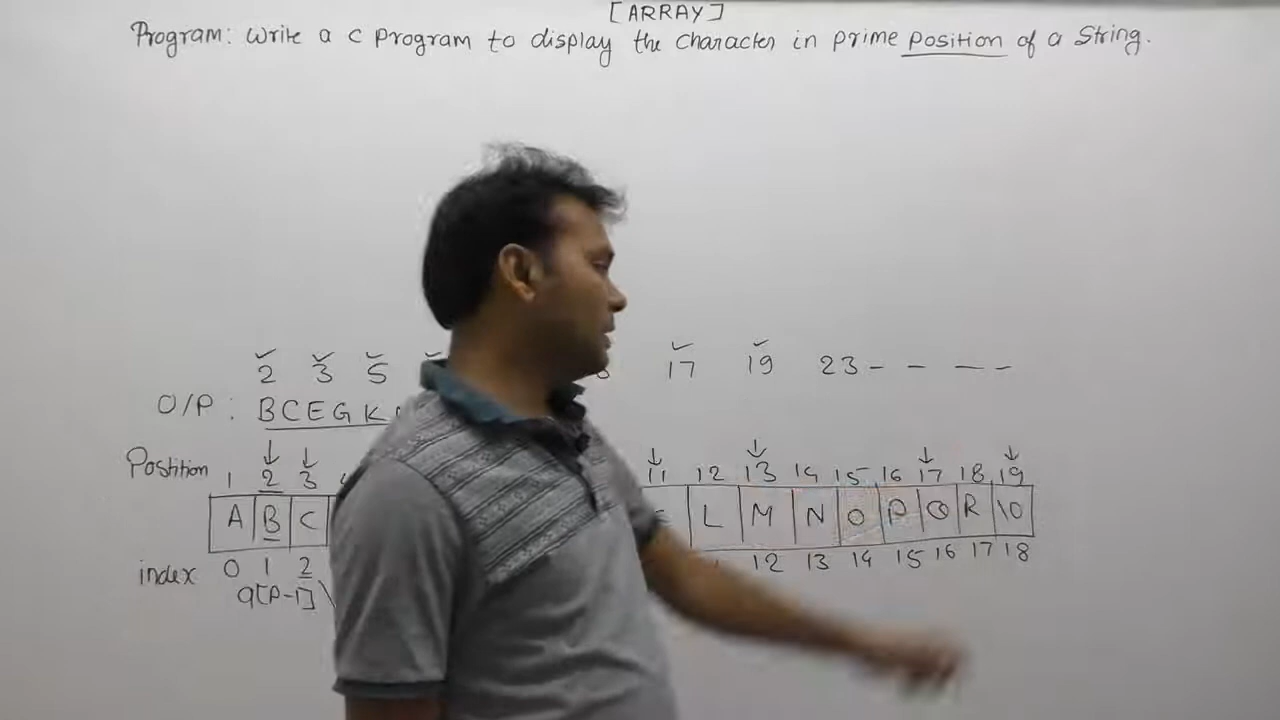 [ARRAY]
Program: Write a c program to display the character in prime position of a String.
2 3 5 17 19 23 - - - -
O/P : B C E G K
Postition 1 2 3 11 12 13 14 15 16 17 18 19
A B C L M N O P Q R \0
index 0 1 2 12 13 14 15 16 17 18
a[P-1]